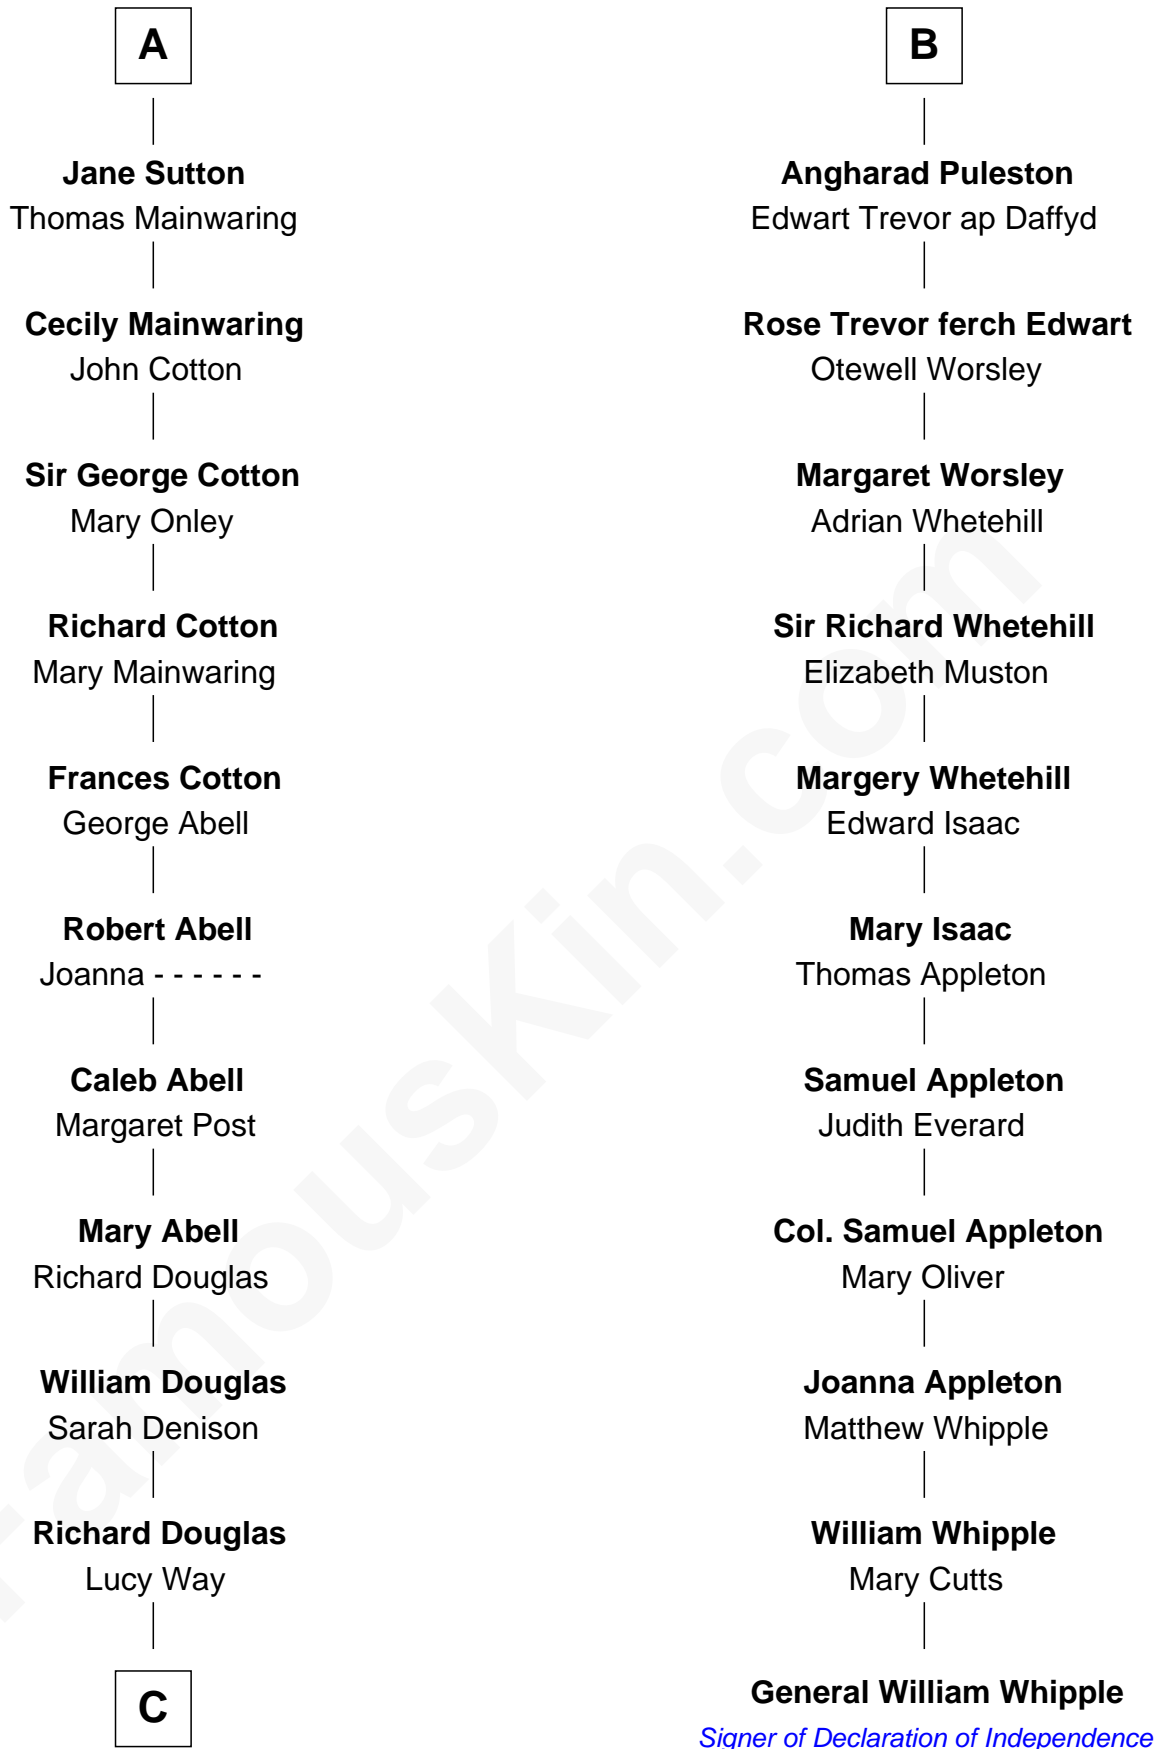 A
Jane Sutton
Thomas Mainwaring
Cecily Mainwaring
John Cotton
Sir George Cotton
Mary Onley
Richard Cotton
Mary Mainwaring
Frances Cotton
George Abell
Robert Abell
Joanna - - - - - -
Caleb Abell
Margaret Post
Mary Abell
Richard Douglas
William Douglas
Sarah Denison
Richard Douglas
Lucy Way
C
B
Angharad Puleston
Edwart Trevor ap Daffyd
Rose Trevor ferch Edwart
Otewell Worsley
Margaret Worsley
Adrian Whetehill
Sir Richard Whetehill
Elizabeth Muston
Margery Whetehill
Edward Isaac
Mary Isaac
Thomas Appleton
Samuel Appleton
Judith Everard
Col. Samuel Appleton
Mary Oliver
Joanna Appleton
Matthew Whipple
William Whipple
Mary Cutts
General William Whipple
Signer of Declaration of Independence
FamousKin.com